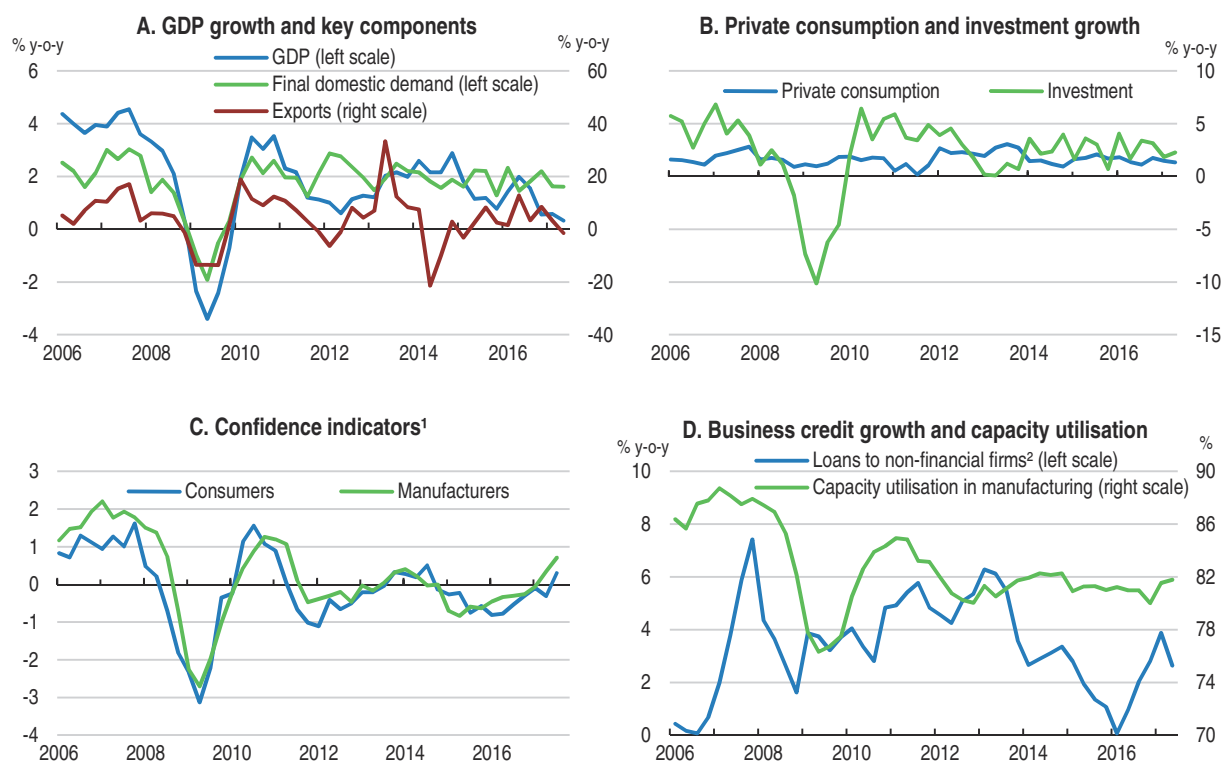 A. GDP growth and key components
% y-o-y
% y-o-y
GDP (left scale)
Final domestic demand (left scale)
Exports (right scale)
6
4
2
0
-2
-4
60
40
20
0
-20
-40
2006 2008 2010 2012 2014 2016
B. Private consumption and investment growth
% y-o-y
Private consumption
Investment
10
5
0
-5
-10
-15
2006 2008 2010 2012 2014 2016
C. Confidence indicators¹
Consumers
Manufacturers
3
2
1
0
-1
-2
-3
-4
2006 2008 2010 2012 2014 2016
D. Business credit growth and capacity utilisation
% y-o-y
%
Loans to non-financial firms² (left scale)
Capacity utilisation in manufacturing (right scale)
10
8
6
4
2
0
90
86
82
78
74
70
2006 2008 2010 2012 2014 2016